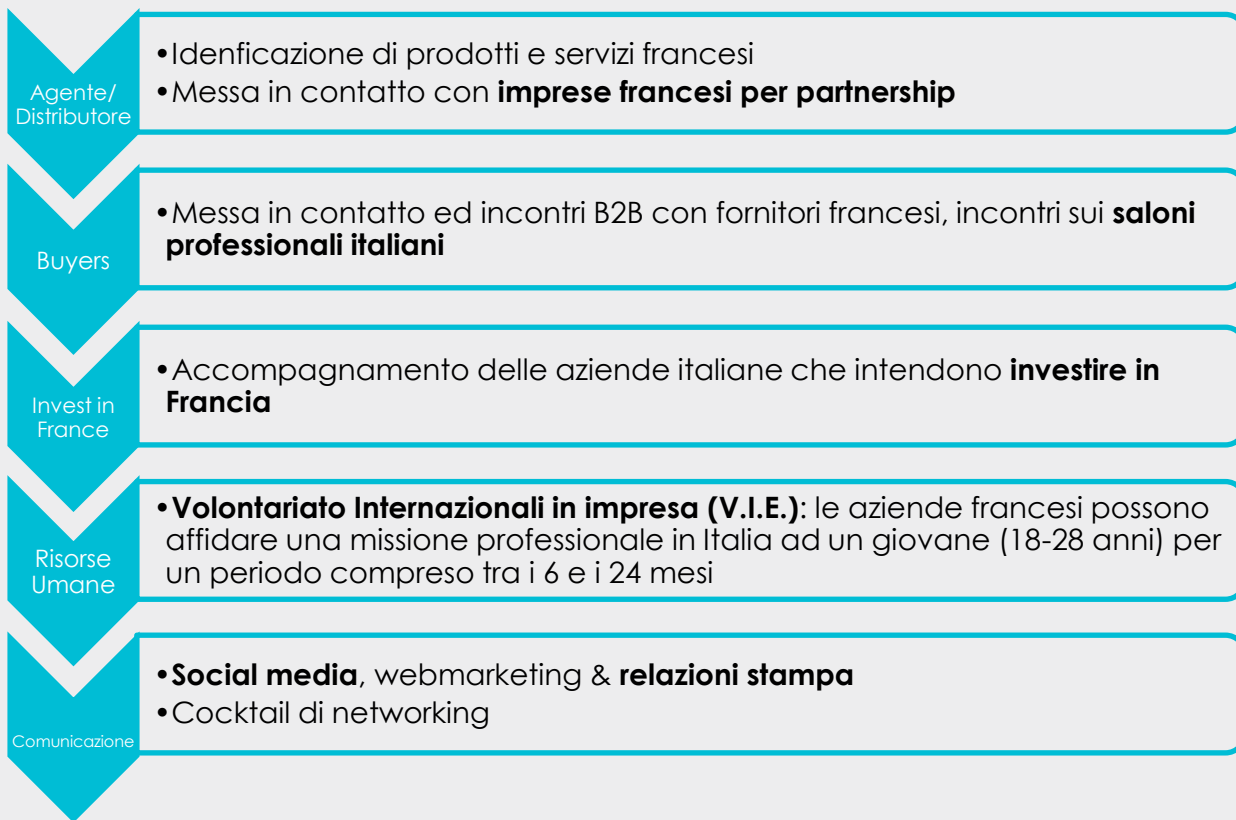 Agente/
Distributore
•Idenficazione di prodotti e servizi francesi
•Messa in contatto con imprese francesi per partnership
Buyers
•Messa in contatto ed incontri B2B con fornitori francesi, incontri sui saloni
professionali italiani
Invest in
France
•Accompagnamento delle aziende italiane che intendono investire in
Francia
Risorse
Umane
•Volontariato Internazionali in impresa (V.I.E.): le aziende francesi possono
affidare una missione professionale in Italia ad un giovane (18-28 anni) per
un periodo compreso tra i 6 e i 24 mesi
Comunicazione
•Social media, webmarketing & relazioni stampa
•Cocktail di networking